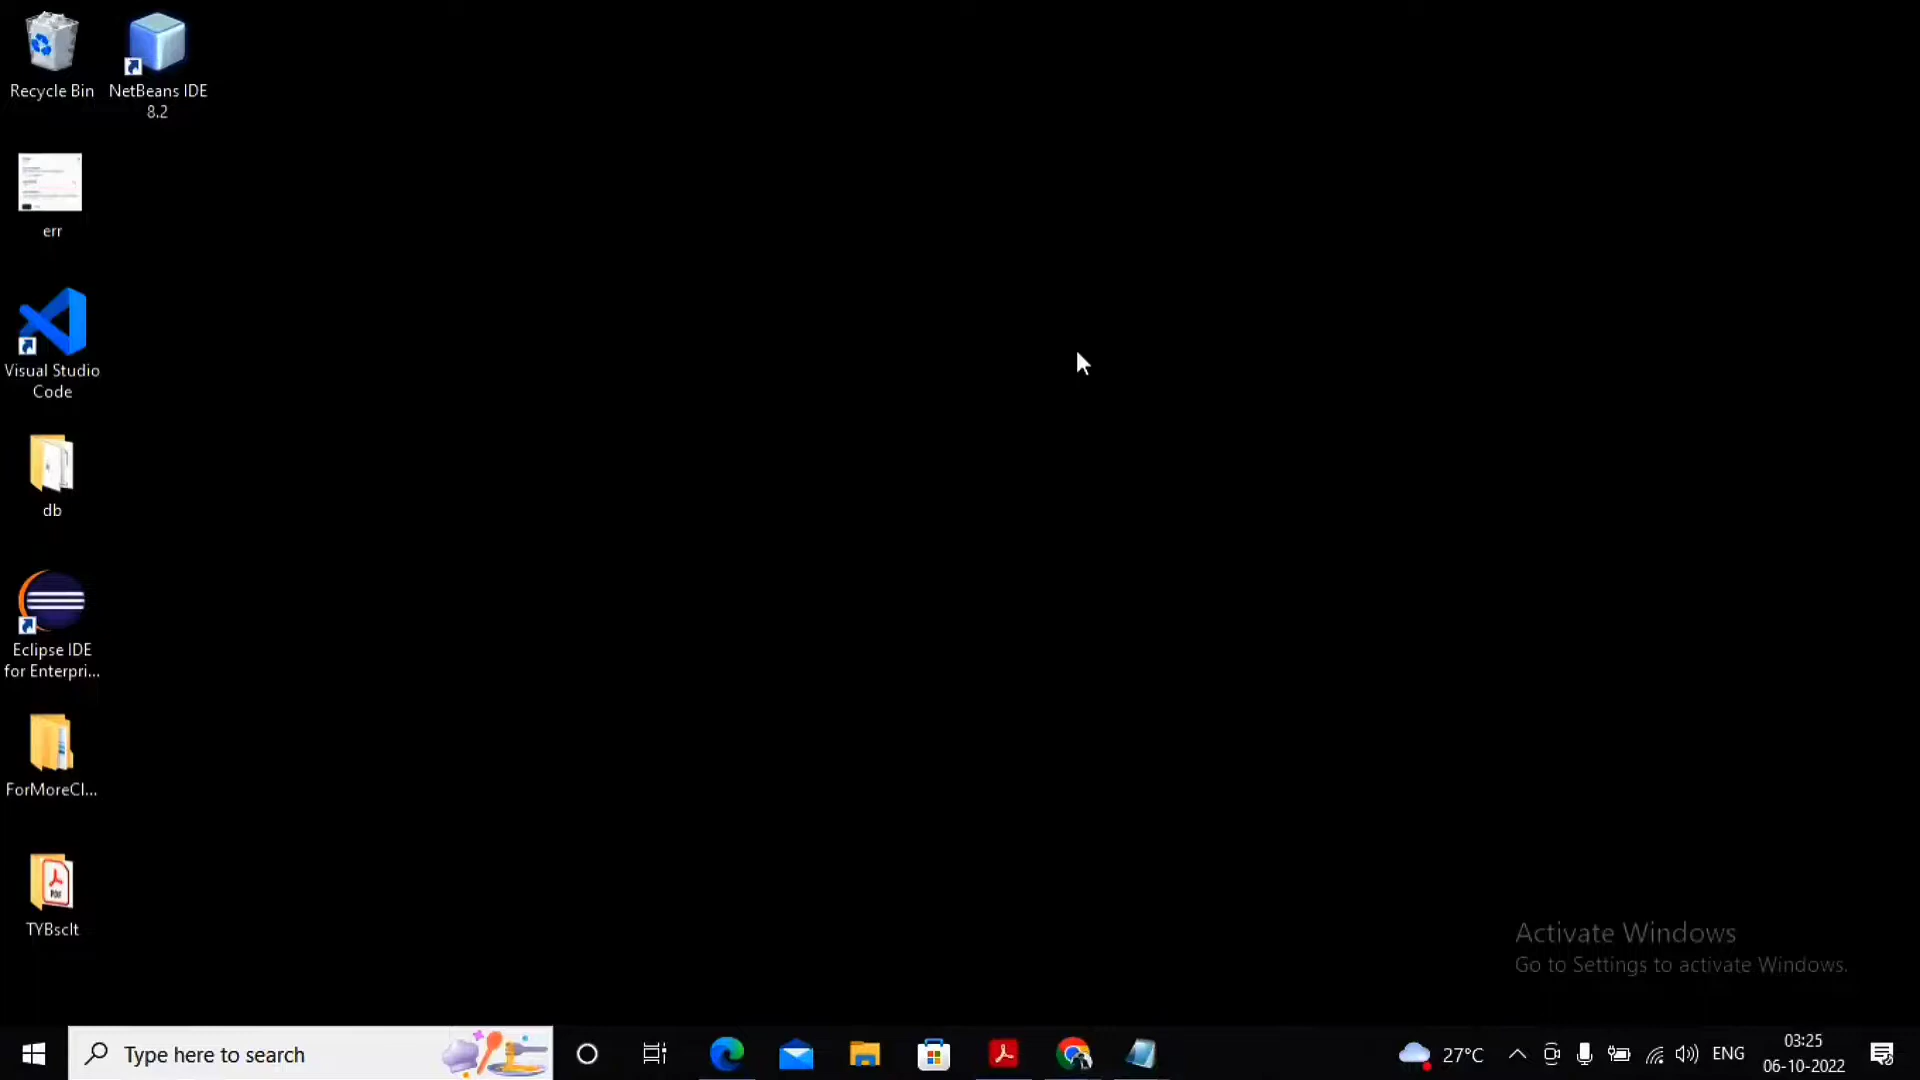 Recycle Bin
NetBeans IDE
8.2
err
Visual Studio
Code
db
Eclipse IDE
for Enterpri...
ForMoreCl...
TYBscIt
Activate Windows
Go to Settings to activate Windows.
Type here to search
27°C
ENG
03:25
06-10-2022